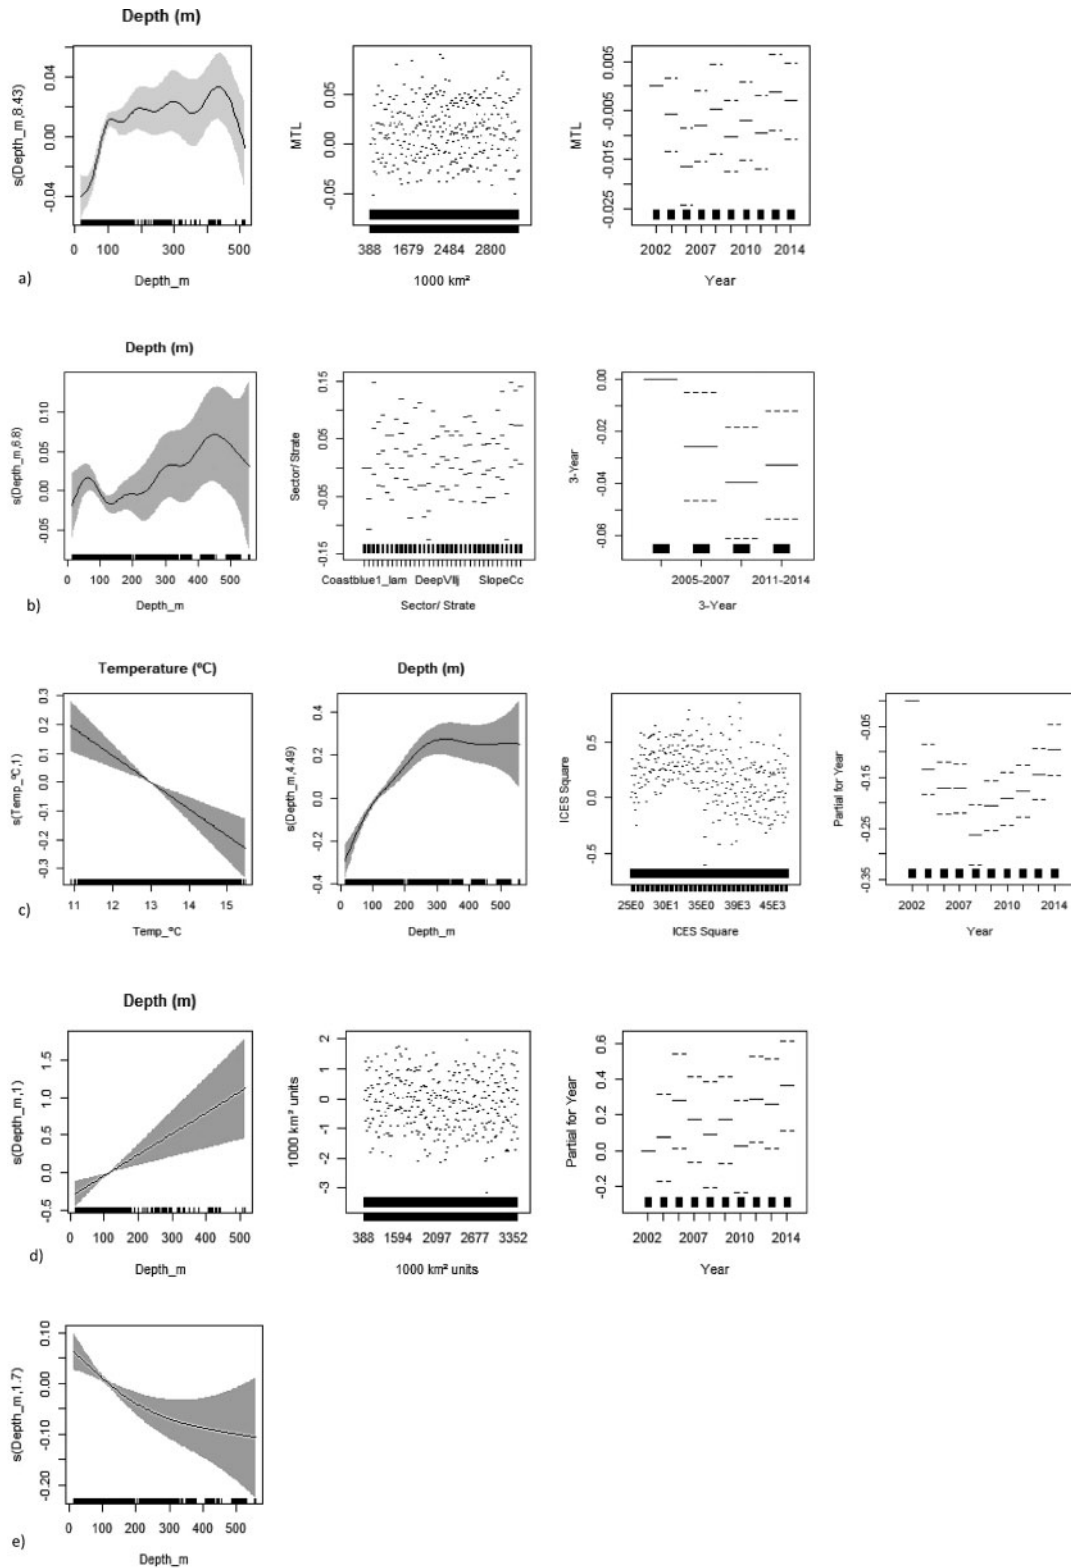 Depth (m)
s(Depth_m,8.43)
-0.04 0.00 0.04
0 100 200 300 400 500
Depth_m
MTL
-0.05 0.00 0.05
388 1679 2484 2800
1000 km²
MTL
-0.025 -0.015 -0.005 0.005
2002 2007 2010 2014
Year
a)
Depth (m)
s(Depth_m,6.8)
0.05 0.00 0.05 0.10
0 100 200 300 400 500
Depth_m
Sector/ Strate
-0.15 -0.05 0.05 0.15
Coastblue1_lam DeepVIIj SlopeCc
Sector/ Strate
3-Year
-0.06 -0.04 -0.02 0.00
2005-2007 2011-2014
3-Year
b)
Temperature (ºC)
s(Temp_ºC,1)
-0.3 -0.2 -0.1 0.0 0.1 0.2 0.3
11 12 13 14 15
Temp_ºC
Depth (m)
s(Depth_m,4.49)
-0.4 -0.2 0.0 0.2 0.4
0 100 200 300 400 500
Depth_m
ICES Square
-0.5 0.0 0.5
25E0 30E1 35E0 39E3 45E3
ICES Square
Partial for Year
-0.35 -0.25 -0.15 -0.05
2002 2007 2010 2014
Year
c)
Depth (m)
s(Depth_m,1)
-0.5 0.0 0.5 1.0 1.5
0 100 200 300 400 500
Depth_m
1000 km² units
-3 -2 -1 0 1 2
388 1594 2097 2677 3352
1000 km² units
Partial for Year
-0.2 0.0 0.2 0.4 0.6
2002 2007 2010 2014
Year
d)
s(Depth_m,1.7)
-0.20 -0.10 0.00 0.10
0 100 200 300 400 500
Depth_m
e)